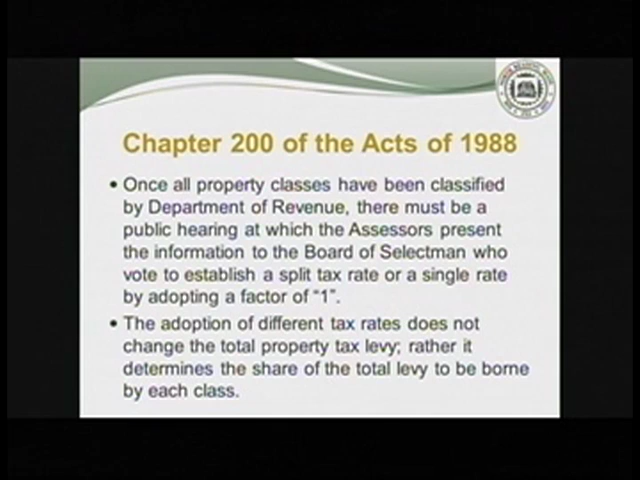 Chapter 200 of the Acts of 1988
• Once all property classes have been classified
by Department of Revenue, there must be a
public hearing at which the Assessors present
the information to the Board of Selectman who
vote to establish a split tax rate or a single rate
by adopting a factor of “1”.
• The adoption of different tax rates does not
change the total property tax levy; rather it
determines the share of the total levy to be borne
by each class.